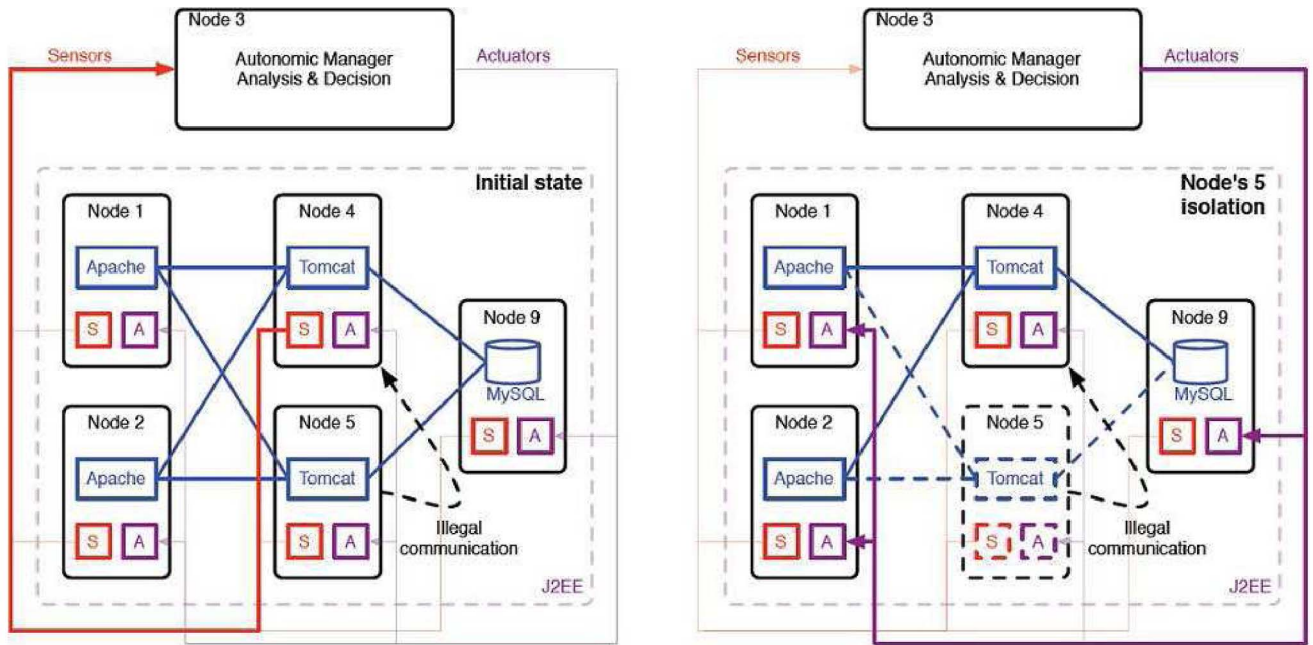 Node 3
Autonomic Manager
Analysis & Decision
Sensors
Actuators
Initial state
Node 1
Apache
S A
Node 4
Tomcat
S A
Node 9
MySQL
S A
Node 2
Apache
S A
Node 5
Tomcat
S A
Illegal
communication
J2EE
Node 3
Autonomic Manager
Analysis & Decision
Sensors
Actuators
Node's 5
isolation
Node 1
Apache
S A
Node 4
Tomcat
S A
Node 9
MySQL
S A
Node 2
Apache
S A
Node 5
Tomcat
S A
Illegal
communication
J2EE